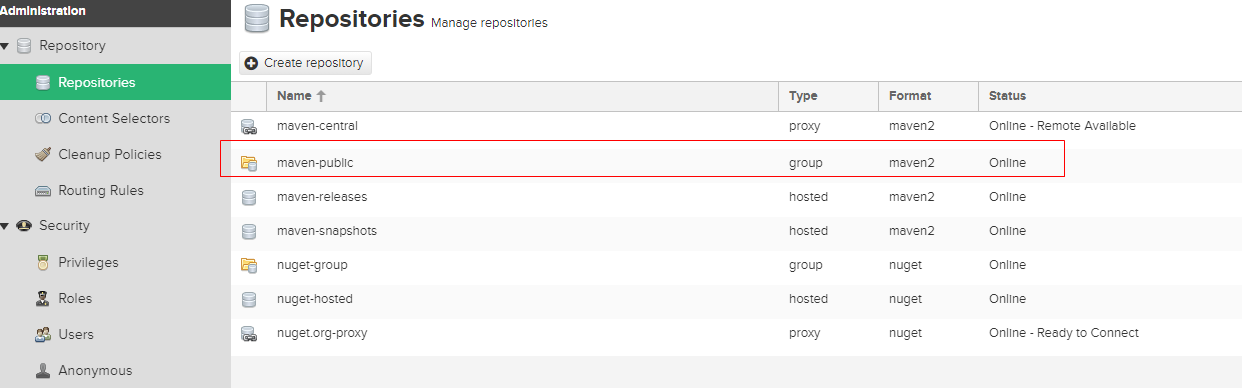 Administration
Repository
Repositories
Content Selectors
Cleanup Policies
Routing Rules
Security
Privileges
Roles
Users
Anonymous
Repositories Manage repositories
Create repository
Name Type Format Status
maven-central proxy maven2 Online - Remote Available
maven-public group maven2 Online
maven-releases hosted maven2 Online
maven-snapshots hosted maven2 Online
nuget-group group nuget Online
nuget-hosted hosted nuget Online
nuget.org-proxy proxy nuget Online - Ready to Connect